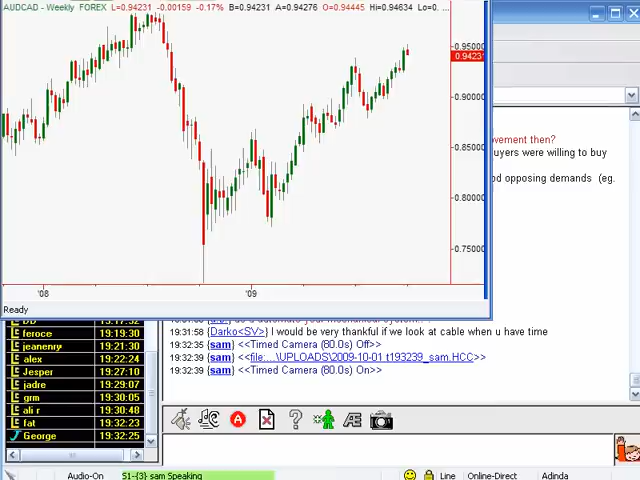 AUDCAD - Weekly FOREX L=0.94231 -0.00159 -0.17% B=0.94231 A=0.94276 O=0.94445 Hi=0.94634 Lo=0. ...
0.95000
0.9423
0.90000
0.85000
0.80000
0.75000
'08 '09
Ready
ovement then?
uyers were willing to buy
opposing demands (eg.
feroce 19:19:30
jeanenry 19:21:30
alex 19:22:24
Jesper 19:27:10
jadre 19:29:07
grm 19:30:05
ali r 19:30:48
fat 19:32:23
George 19:32:25
19:31:58 {Darko<SV>} I would be very thankful if we look at cable when u have time
19:32:35 {sam} <<Timed Camera (80.0s) Off>>
19:32:39 {sam} <<file:...\UPLOADS\2009-10-01 t193239_sam.HCC>>
19:32:39 {sam} <<Timed Camera (80.0s) On>>
Audio-On S1-{3} sam Speaking Line Online-Direct Adinda